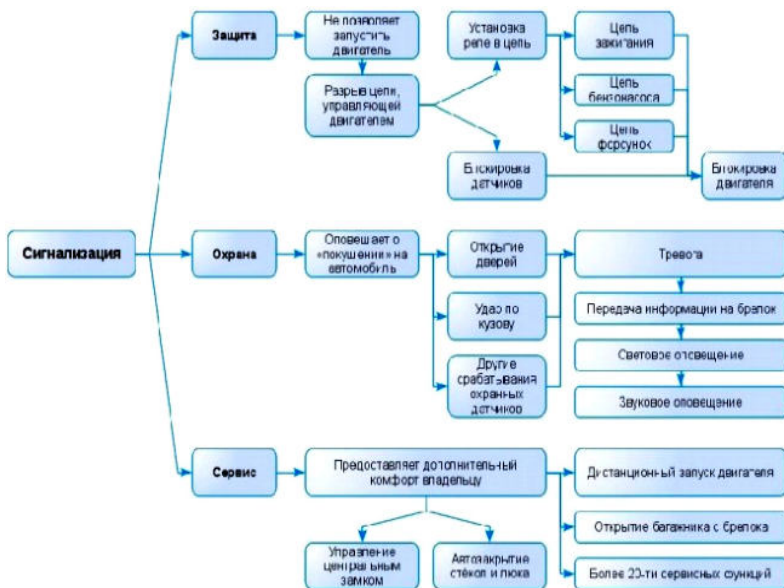 Защита
Не позволяет
запустить
двигатель
Установка
реле в цепь
Цепь
зажигания
Разрыв цепи,
управляющей
двигателем
Цепь
бензонасоса
Цепь
форсунок
Блокировка
датчиков
Блокировка
двигателя
Сигнализация
Охрана
Оповещает о
«покушении» на
автомобиль
Открытие
дверей
Тревога
Удар по
кузову
Передача информации на брелок
Световое оповещение
Другие
срабатывания
охранных
датчиков
Звуковое оповещение
Сервис
Предоставляет дополнительный
комфорт владельцу
Дистанционный запуск двигателя
Открытие багажника с брелока
Управление
центральным
замком
Автозакрытие
стёкол и люка
Более 20-ти сервисных функций